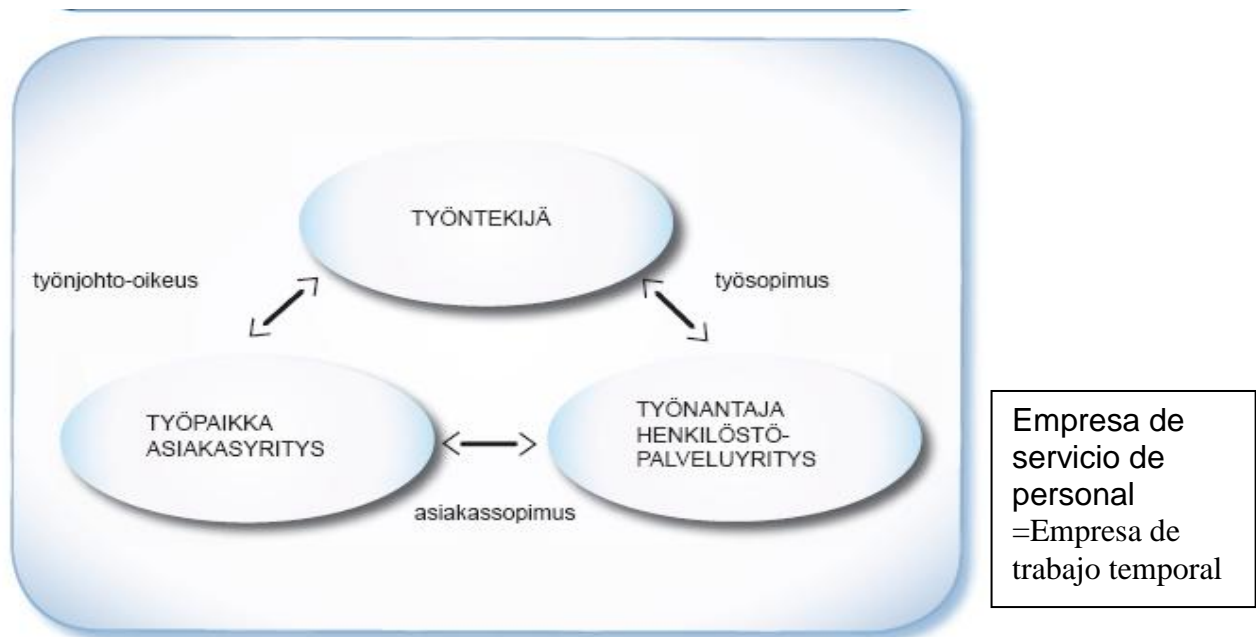 TYÖNTEKIJÄ
työnjohto-oikeus
työsopimus
TYÖPAIKKA
ASIAKASYRITYS
TYÖNANTAJA
HENKILÖSTÖ-
PALVELUYRITYS
asiakassopimus
Empresa de
servicio de
personal
=Empresa de
trabajo temporal